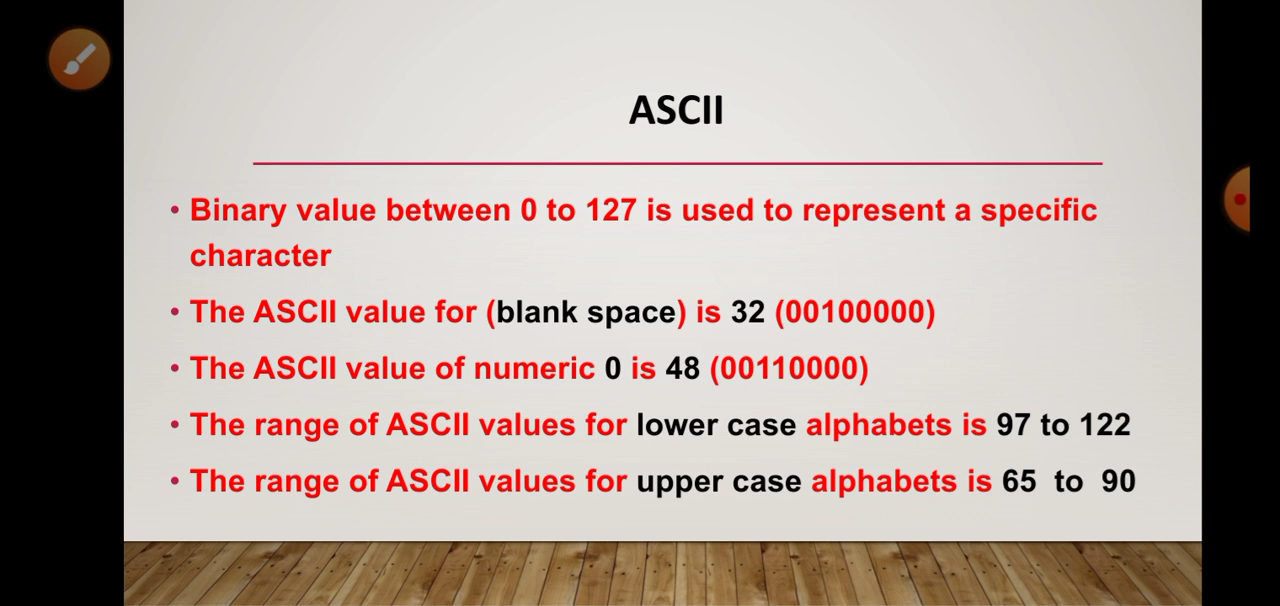 ASCII
• Binary value between 0 to 127 is used to represent a specific
character
• The ASCII value for (blank space) is 32 (00100000)
• The ASCII value of numeric 0 is 48 (00110000)
• The range of ASCII values for lower case alphabets is 97 to 122
• The range of ASCII values for upper case alphabets is 65 to 90